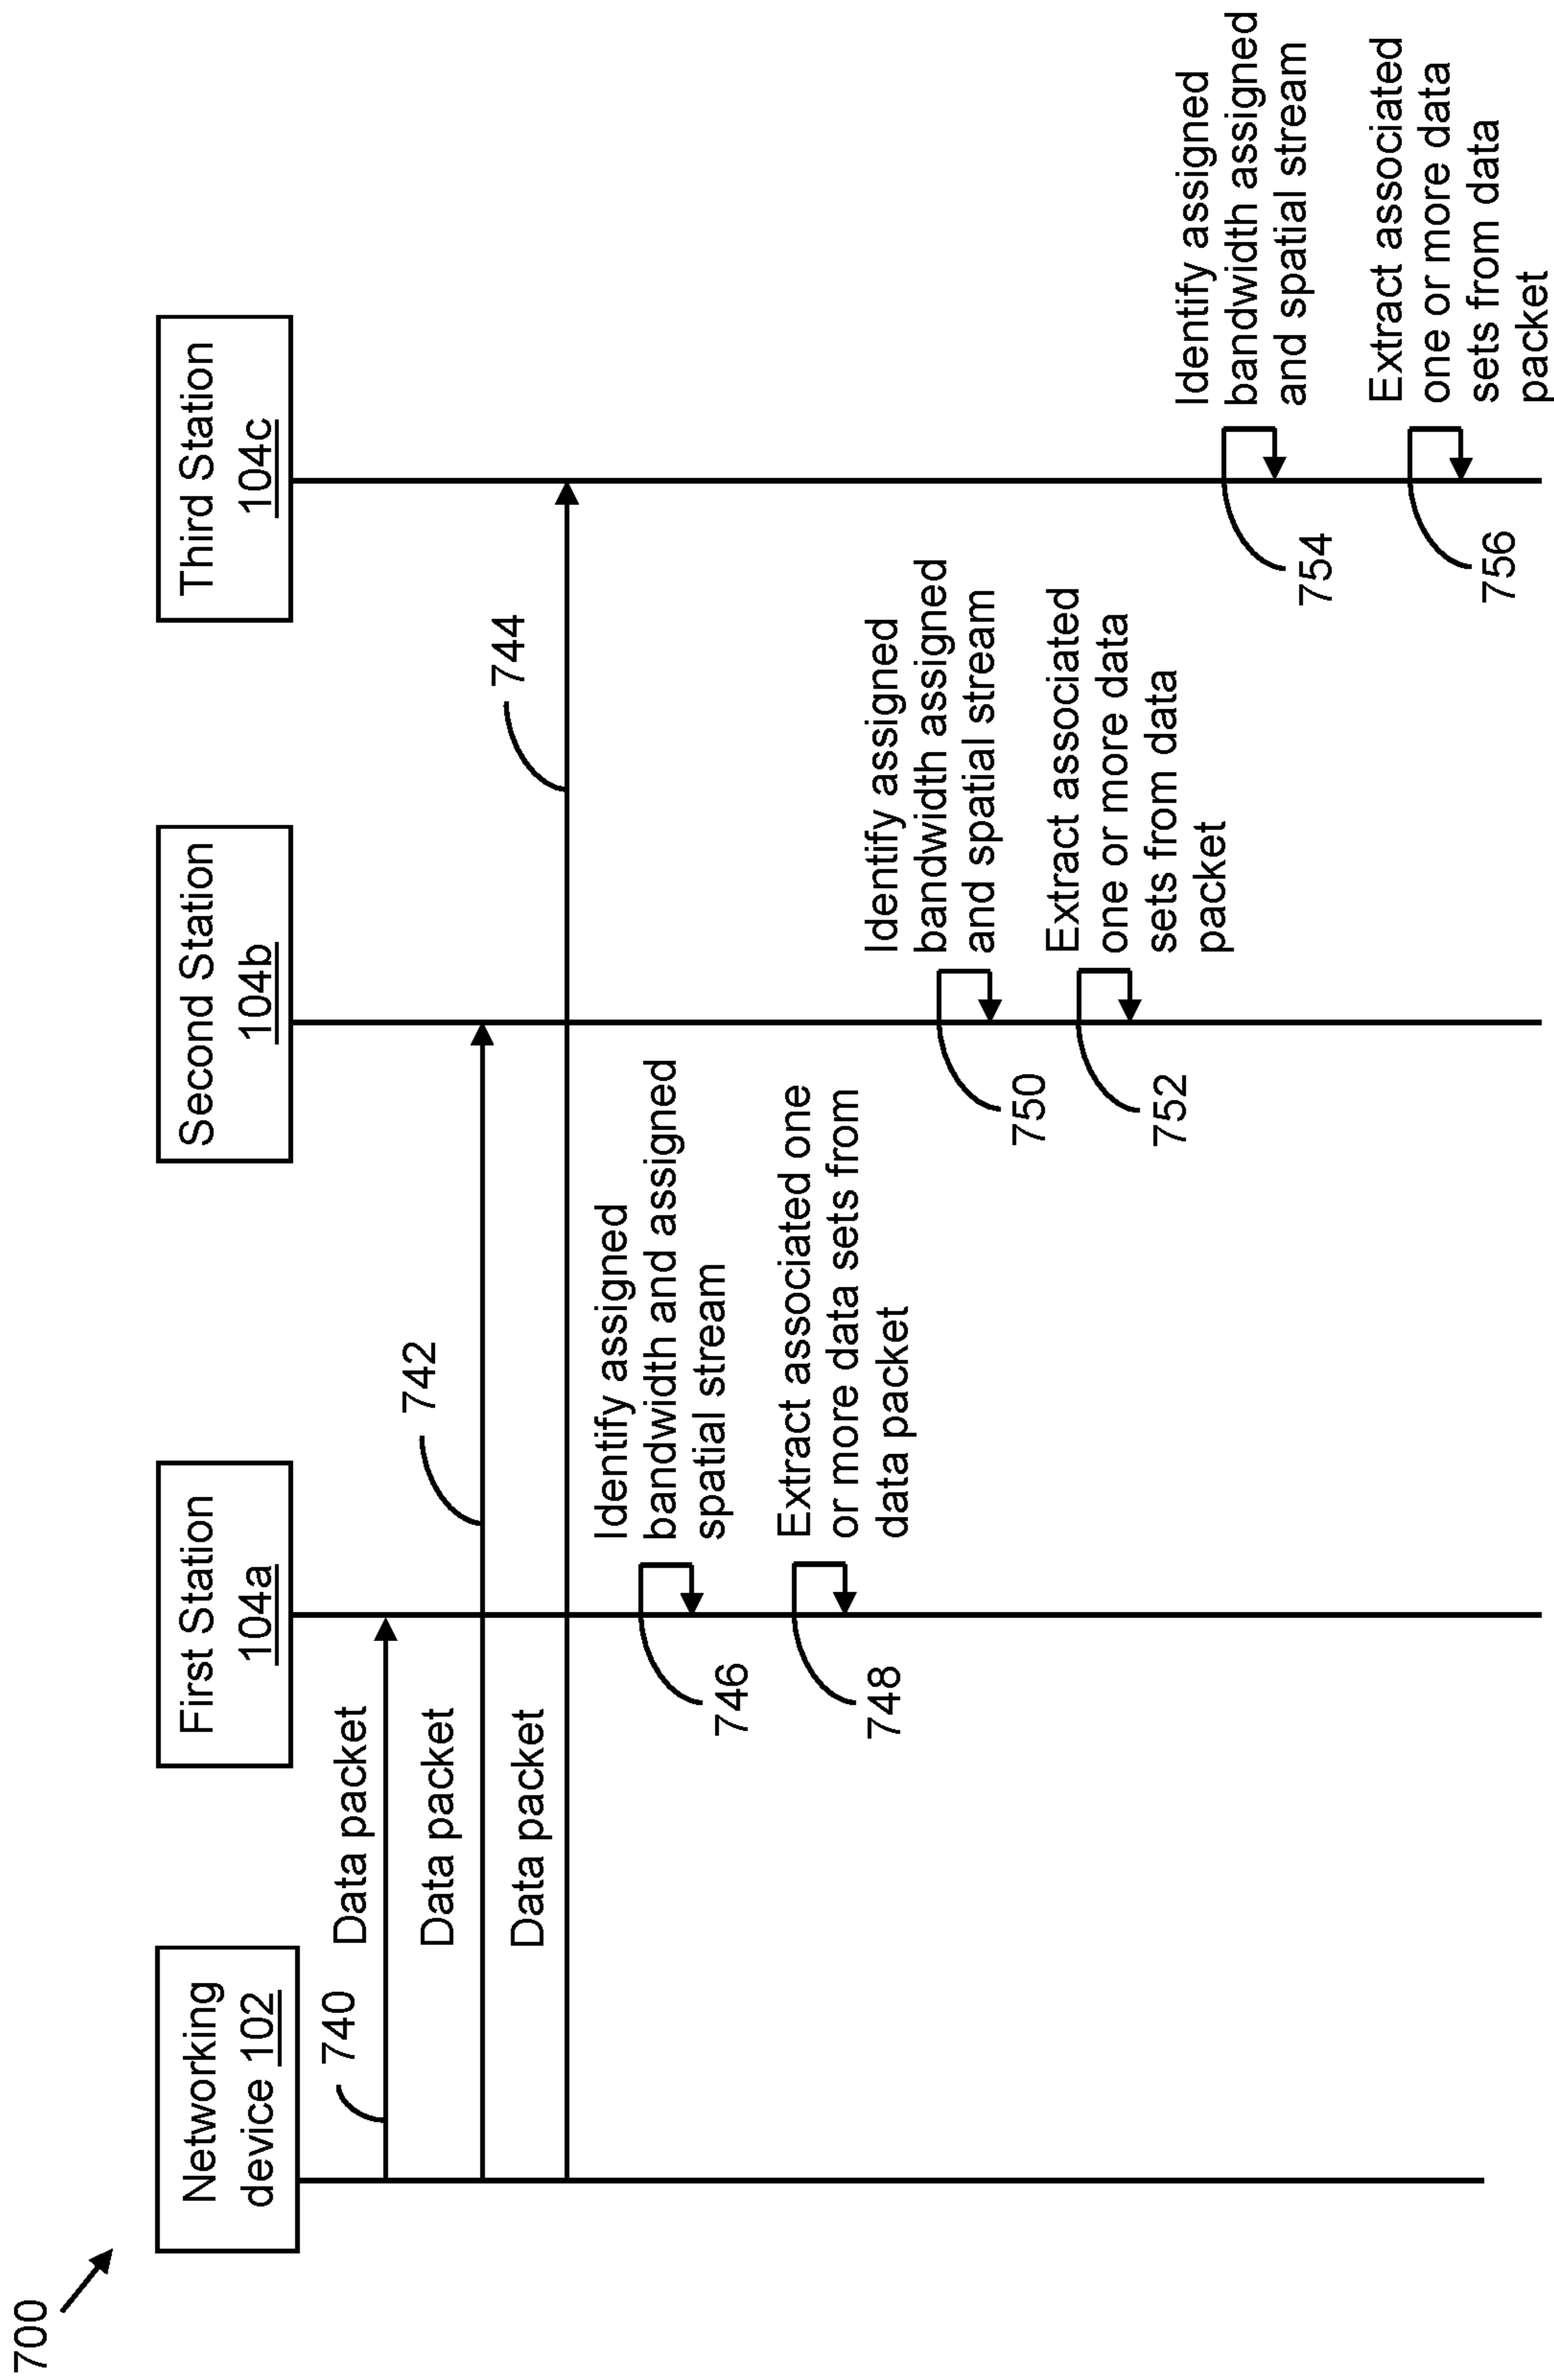 700
Networking
device 102
First Station
104a
Second Station
104b
Third Station
104c
740
Data packet
742
Data packet
744
Data packet
Identify assigned
bandwidth and assigned
spatial stream
746
Extract associated one
or more data sets from
data packet
748
Identify assigned
bandwidth assigned
and spatial stream
750
Extract associated
one or more data
sets from data
packet
752
Identify assigned
bandwidth assigned
and spatial stream
754
Extract associated
one or more data
sets from data
packet
756